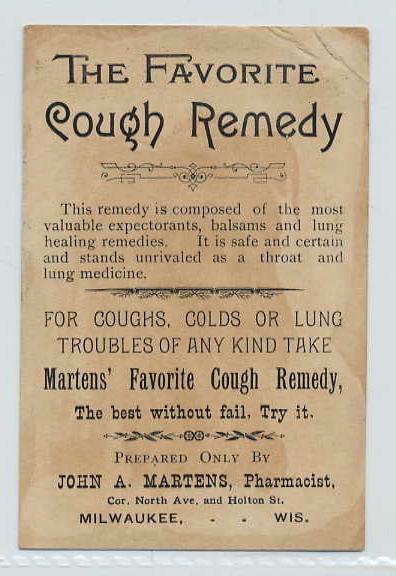 THE FAVORITE
Cough Remedy
This remedy is composed of the most
valuable expectorants, balsams and lung
healing remedies. It is safe and certain
and stands unrivaled as a throat and
lung medicine.
FOR COUGHS, COLDS OR LUNG
TROUBLES OF ANY KIND TAKE
Martens' Favorite Cough Remedy,
The best without fail. Try it.
PREPARED ONLY BY
JOHN A. MARTENS, Pharmacist,
Cor. North Ave. and Holton St.
MILWAUKEE, - - WIS.